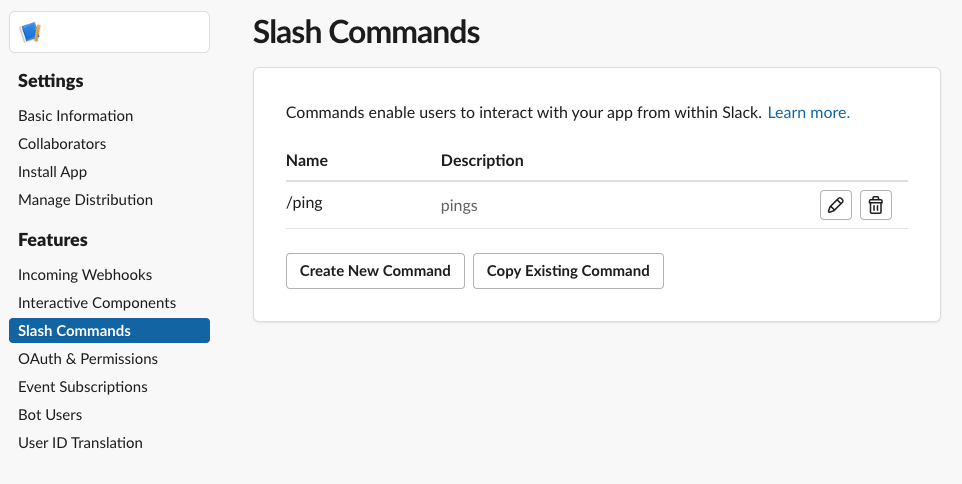 Slash Commands
Settings
Basic Information
Collaborators
Install App
Manage Distribution
Features
Incoming Webhooks
Interactive Components
Slash Commands
OAuth & Permissions
Event Subscriptions
Bot Users
User ID Translation
Commands enable users to interact with your app from within Slack. Learn more.
Name Description
/ping pings
Create New Command Copy Existing Command